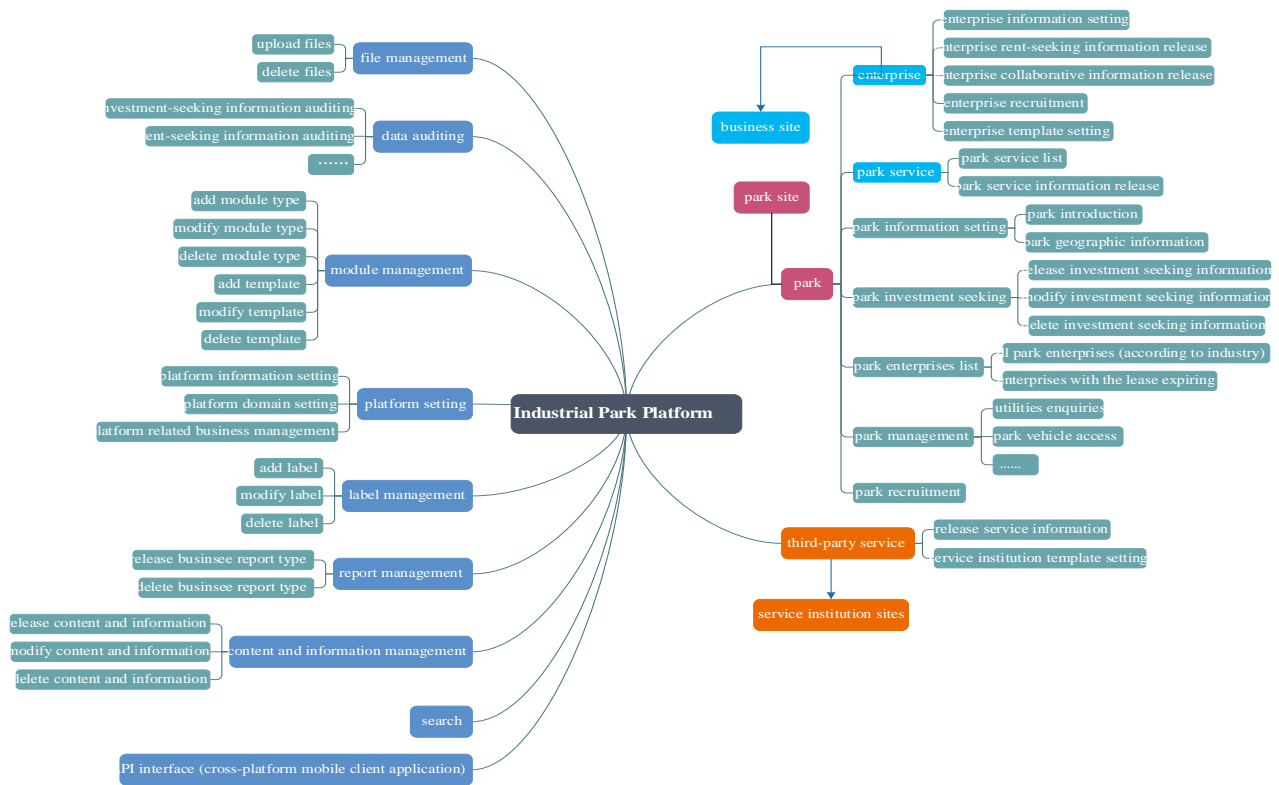 upload files
delete files
file management
nvestment-seeking information auditing
ent-seeking information auditing
......
data auditing
add module type
modify module type
delete module type
add template
modify template
delete template
module management
platform information setting
platform domain setting
latform related business management
platform setting
add label
modify label
delete label
label management
release businsee report type
delete businsee report type
report management
elease content and information
modify content and information
delete content and information
content and information management
search
PI interface (cross-platform mobile client application)
Industrial Park Platform
business site
park site
park
enterprise
enterprise information setting
enterprise rent-seeking information release
enterprise collaborative information release
enterprise recruitment
enterprise template setting
park service
park service list
park service information release
park information setting
park introduction
park geographic information
park investment seeking
elease investment seeking information
modify investment seeking information
delete investment seeking information
park enterprises list
l park enterprises (according to industry)
enterprises with the lease expiring
park management
utilities enquiries
park vehicle access
......
park recruitment
third-party service
release service information
service institution template setting
service institution sites